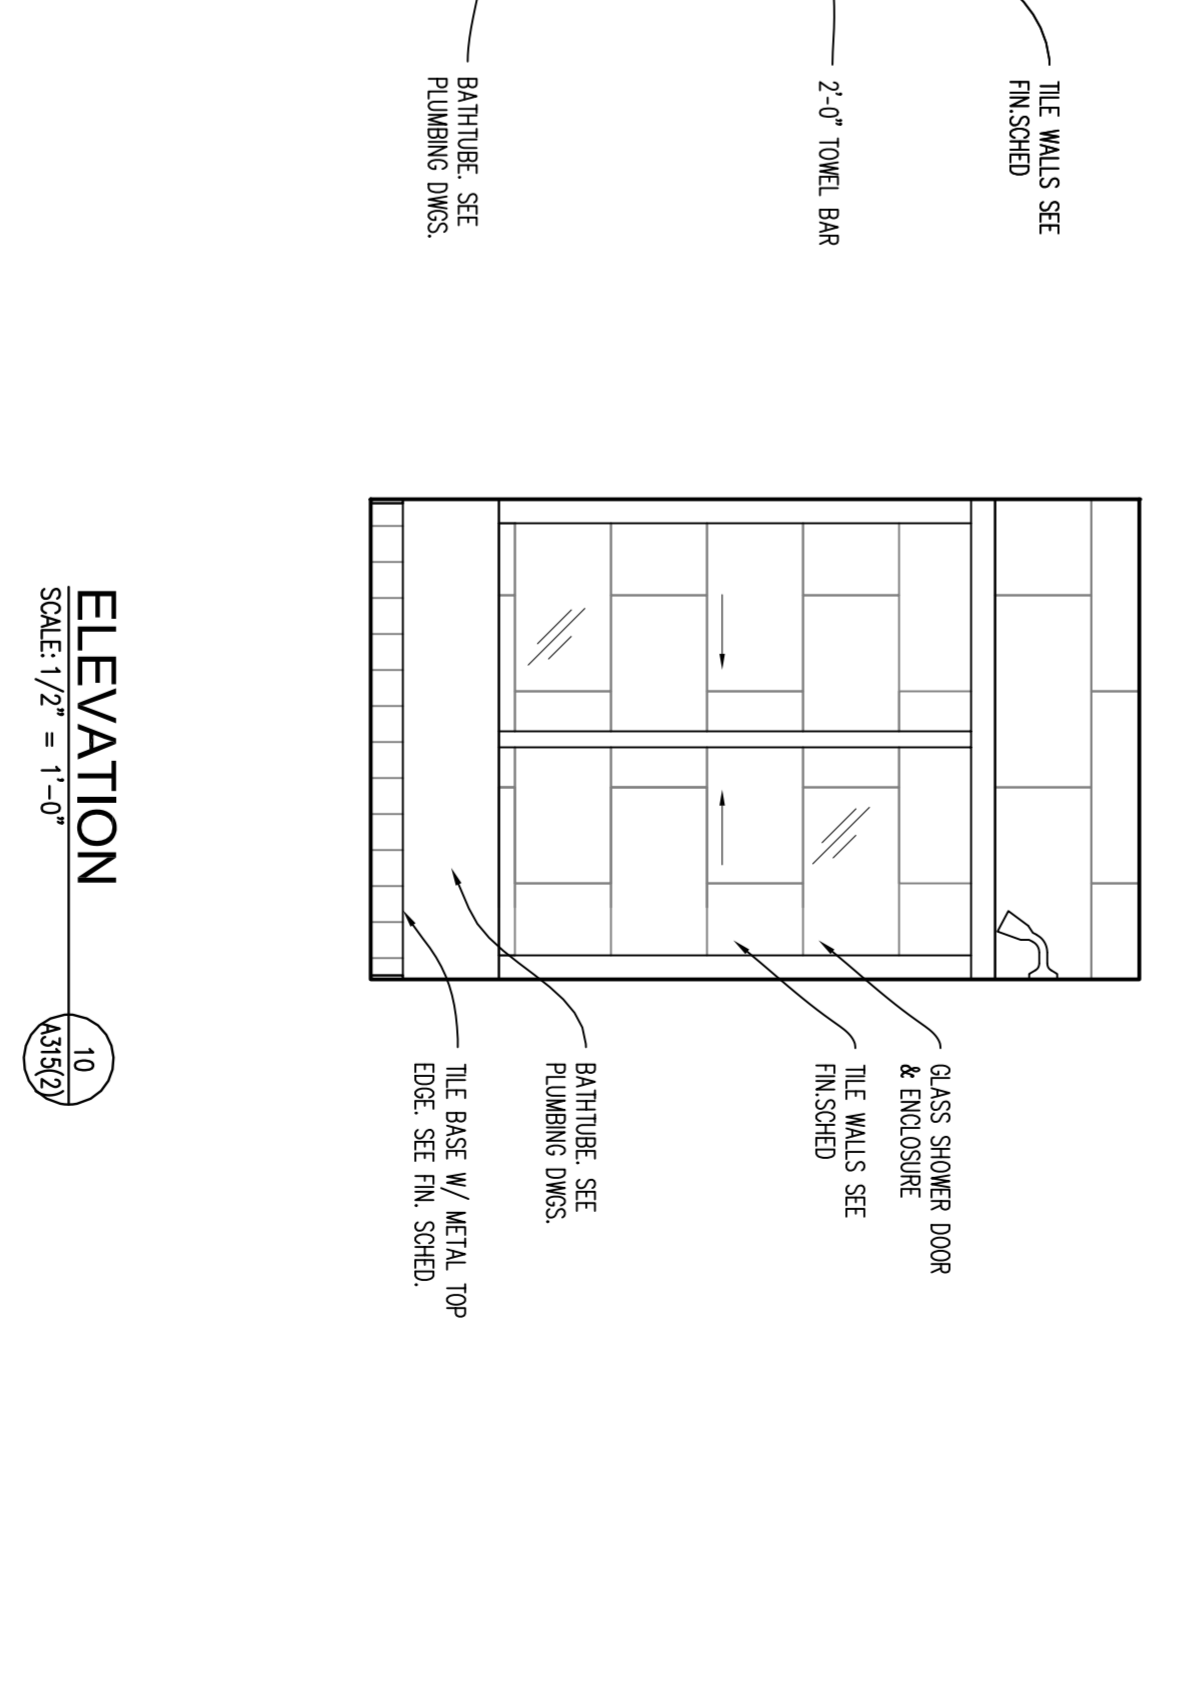 TILE WALLS SEE
FIN.SCHED
2'-0" TOWEL BAR
BATHTUBE. SEE
PLUMBING DWGS.
GLASS SHOWER DOOR
& ENCLOSURE
TILE WALLS SEE
FIN.SCHED
BATHTUBE. SEE
PLUMBING DWGS.
TILE BASE W/ METAL TOP
EDGE. SEE FIN. SCHED.
ELEVATION
SCALE: 1/2" = 1'-0"
10
A315(2)